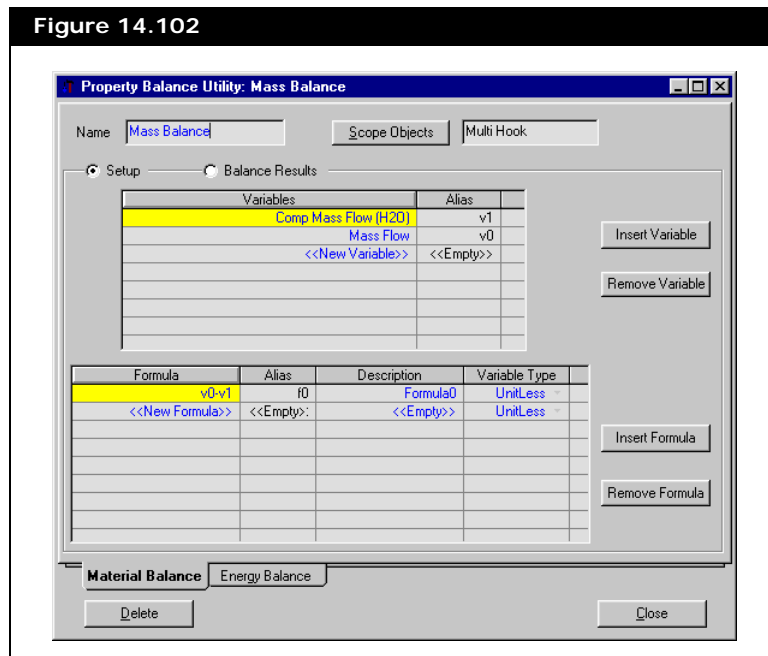 Figure 14.102
Property Balance Utility: Mass Balance
Name Mass Balance Scope Objects Multi Hook
Setup Balance Results
Variables Alias
Comp Mass Flow (H2O) v1
Mass Flow v0
<<New Variable>> <<Empty>>
Insert Variable
Remove Variable
Formula Alias Description Variable Type
v0-v1 f0 Formula0 UnitLess
<<New Formula>> <<Empty>: <<Empty>> UnitLess
Insert Formula
Remove Formula
Material Balance Energy Balance
Delete Close